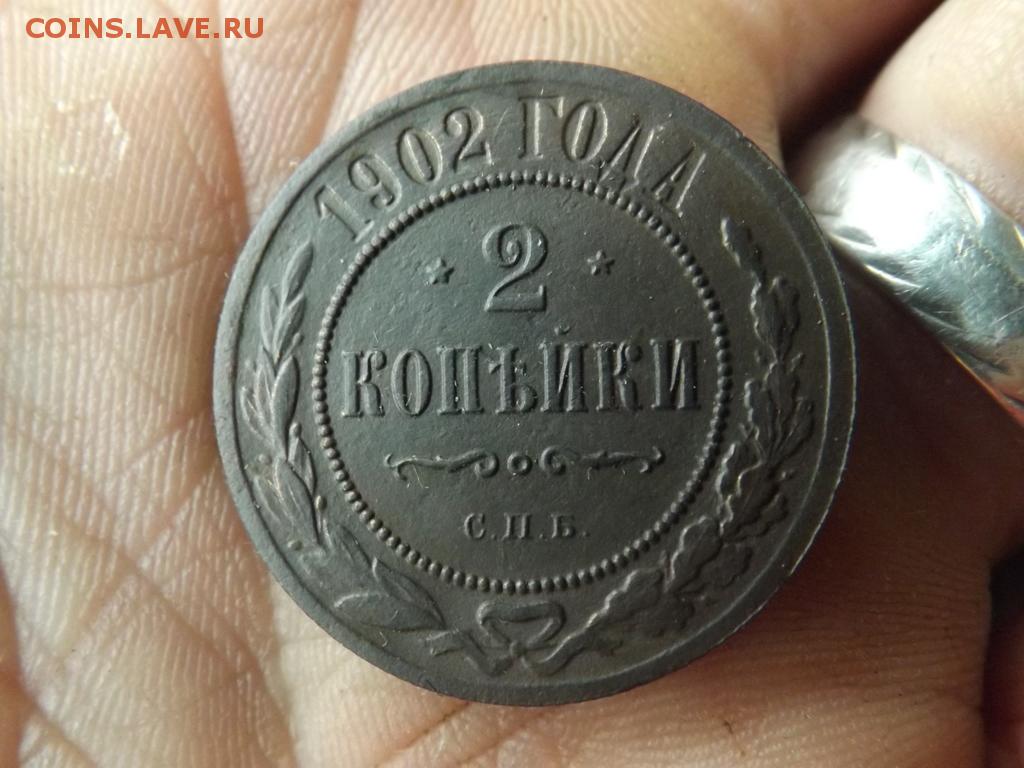 COINS.LAVE.RU
1902 ГОДА
2
КОПѢЙКИ
С.П.Б.